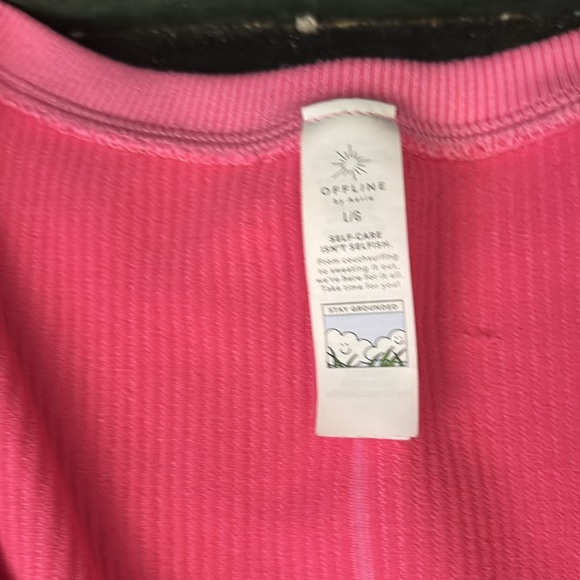 OFFLINE
by Aerie
L/G
SELF-CARE
ISN'T SELFISH.
From couchsurfing
to sweating it out,
we're here for it all.
Take time for you!
STAY GROUNDED